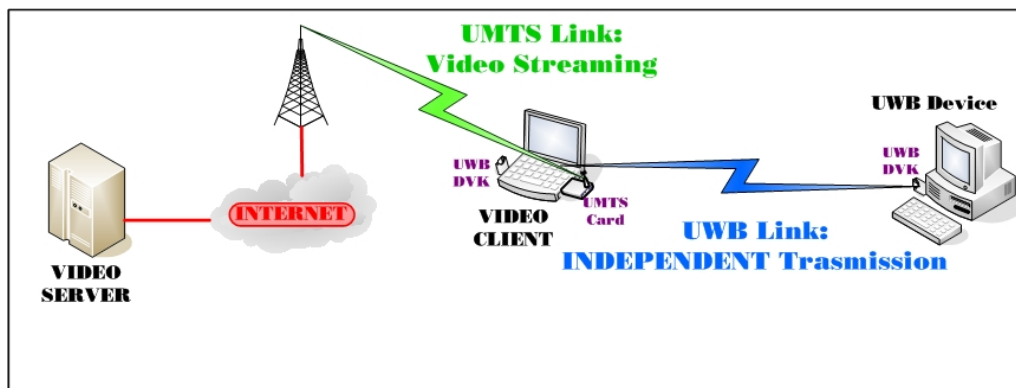 UMTS Link:
Video Streaming
UWB Device
UWB
DVK
UWB
DVK
UMTS
Card
INTERNET
VIDEO
CLIENT
UWB Link:
INDEPENDENT Trasmission
VIDEO
SERVER